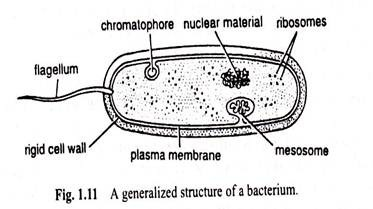 chromatophore nuclear material ribosomes
flagellum
rigid cell wall
plasma membrane
mesosome
Fig. 1.11 A generalized structure of a bacterium.